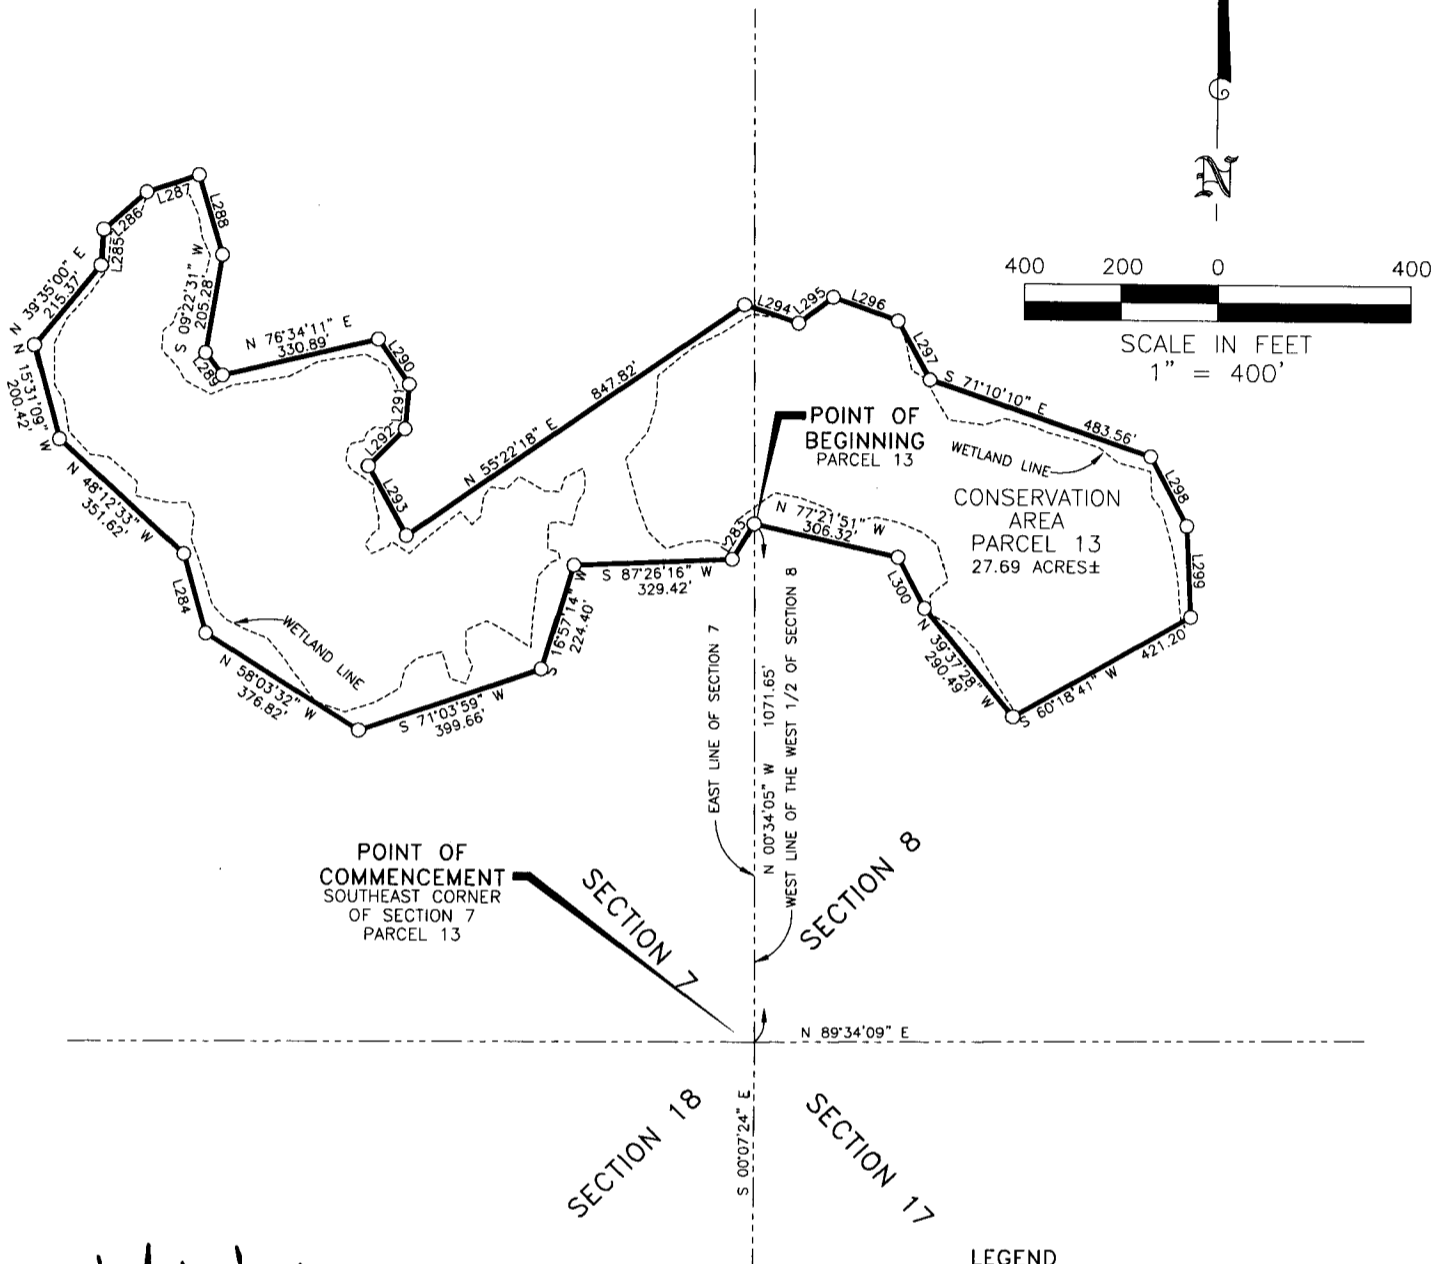 N
400 200 0 400
SCALE IN FEET
1" = 400'
L287
L286
L288
L285
N 39°35'00" E
215.37'
S 09°22'31" W
205.28'
L289
N 76°34'11" E
330.89'
L290
L291
L292
L293
N 15°31'09" W
200.42'
N 48°12'33" W
351.62'
L284
WETLAND LINE
N 58°03'32" W
376.82'
S 71°03'59" W
399.66'
S 16°57'14" W
224.40'
S 87°26'16" W
329.42'
L283
N 55°22'18" E
847.82'
L294
L295
L296
L297
S 71°10'10" E
483.56'
WETLAND LINE
L298
L299
S 60°18'41" W
421.20'
N 39°37'28" W
290.49'
L300
N 77°21'51" W
306.32'
POINT OF
BEGINNING
PARCEL 13
CONSERVATION
AREA
PARCEL 13
27.69 ACRES±
EAST LINE OF SECTION 7
N 00°34'05" W 1071.65'
WEST LINE OF THE WEST 1/2 OF SECTION 8
POINT OF
COMMENCEMENT
SOUTHEAST CORNER
OF SECTION 7
PARCEL 13
SECTION 7
SECTION 8
N 89°34'09" E
S 00°07'24" E
SECTION 18
SECTION 17
LEGEND